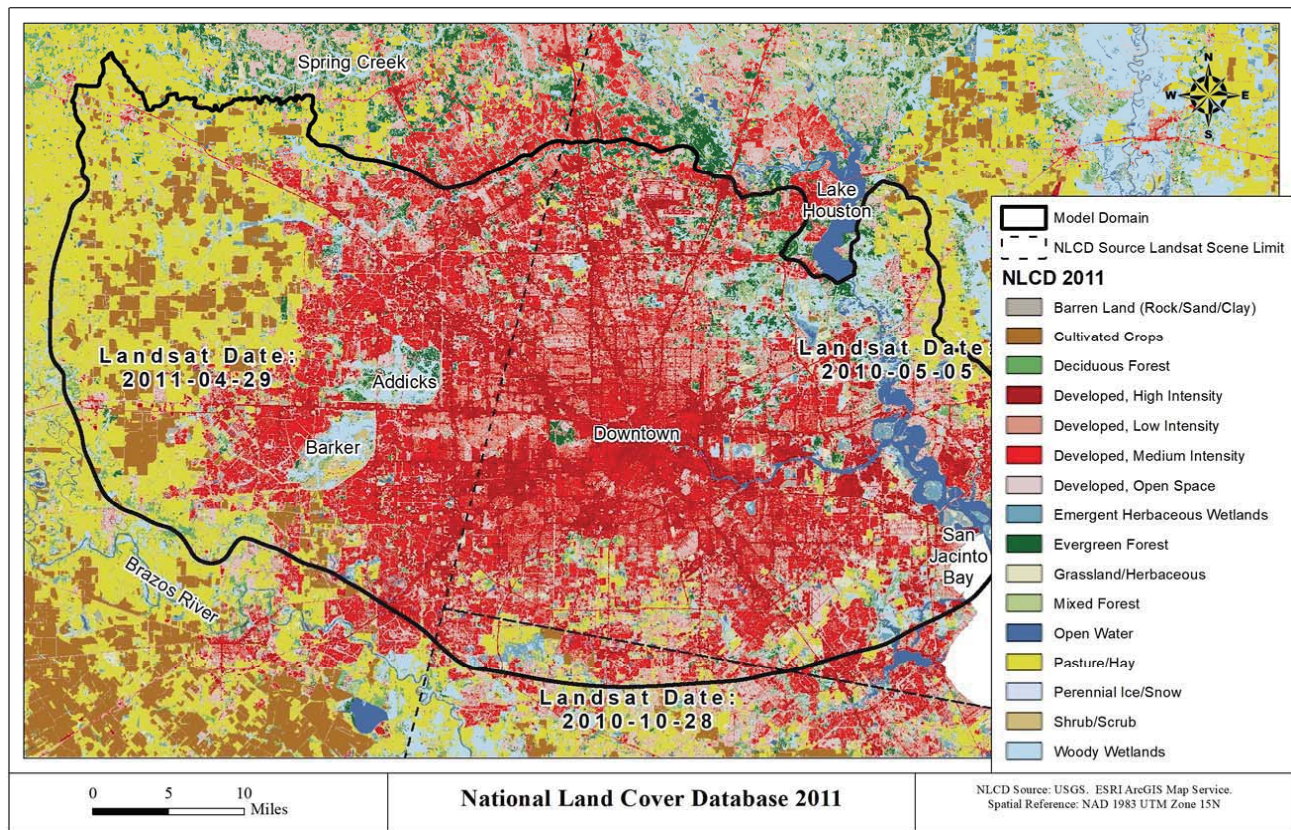 Spring Creek
N
W E
S
Lake
Houston
Landsat Date:
2011-04-29
Landsat Date:
2010-05-05
Addicks
Barker
Downtown
San
Jacinto
Bay
Brazos River
Landsat Date:
2010-10-28
Model Domain
NLCD Source Landsat Scene Limit
NLCD 2011
Barren Land (Rock/Sand/Clay)
Cultivated Crops
Deciduous Forest
Developed, High Intensity
Developed, Low Intensity
Developed, Medium Intensity
Developed, Open Space
Emergent Herbaceous Wetlands
Evergreen Forest
Grassland/Herbaceous
Mixed Forest
Open Water
Pasture/Hay
Perennial Ice/Snow
Shrub/Scrub
Woody Wetlands
0 5 10
Miles
National Land Cover Database 2011
NLCD Source: USGS. ESRI ArcGIS Map Service.
Spatial Reference: NAD 1983 UTM Zone 15N